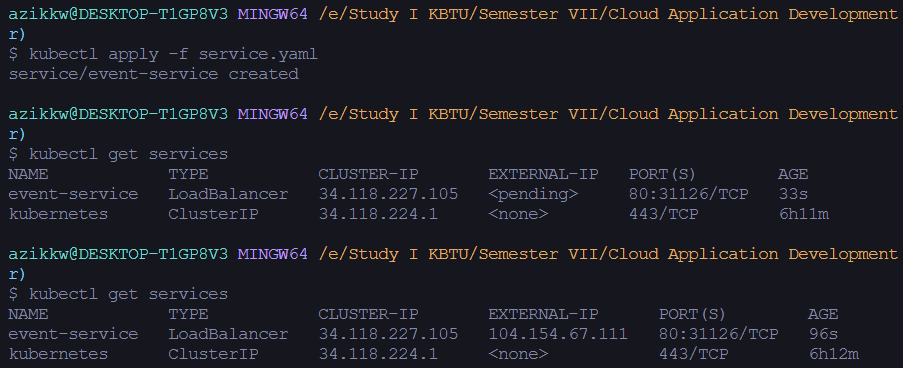 azikkw@DESKTOP-T1GP8V3 MINGW64 /e/Study I KBTU/Semester VII/Cloud Application Development
r)
$ kubectl apply -f service.yaml
service/event-service created
azikkw@DESKTOP-T1GP8V3 MINGW64 /e/Study I KBTU/Semester VII/Cloud Application Development
r)
$ kubectl get services
NAME TYPE CLUSTER-IP EXTERNAL-IP PORT(S) AGE
event-service LoadBalancer 34.118.227.105 <pending> 80:31126/TCP 33s
kubernetes ClusterIP 34.118.224.1 <none> 443/TCP 6h11m
azikkw@DESKTOP-T1GP8V3 MINGW64 /e/Study I KBTU/Semester VII/Cloud Application Development
r)
$ kubectl get services
NAME TYPE CLUSTER-IP EXTERNAL-IP PORT(S) AGE
event-service LoadBalancer 34.118.227.105 104.154.67.111 80:31126/TCP 96s
kubernetes ClusterIP 34.118.224.1 <none> 443/TCP 6h12m